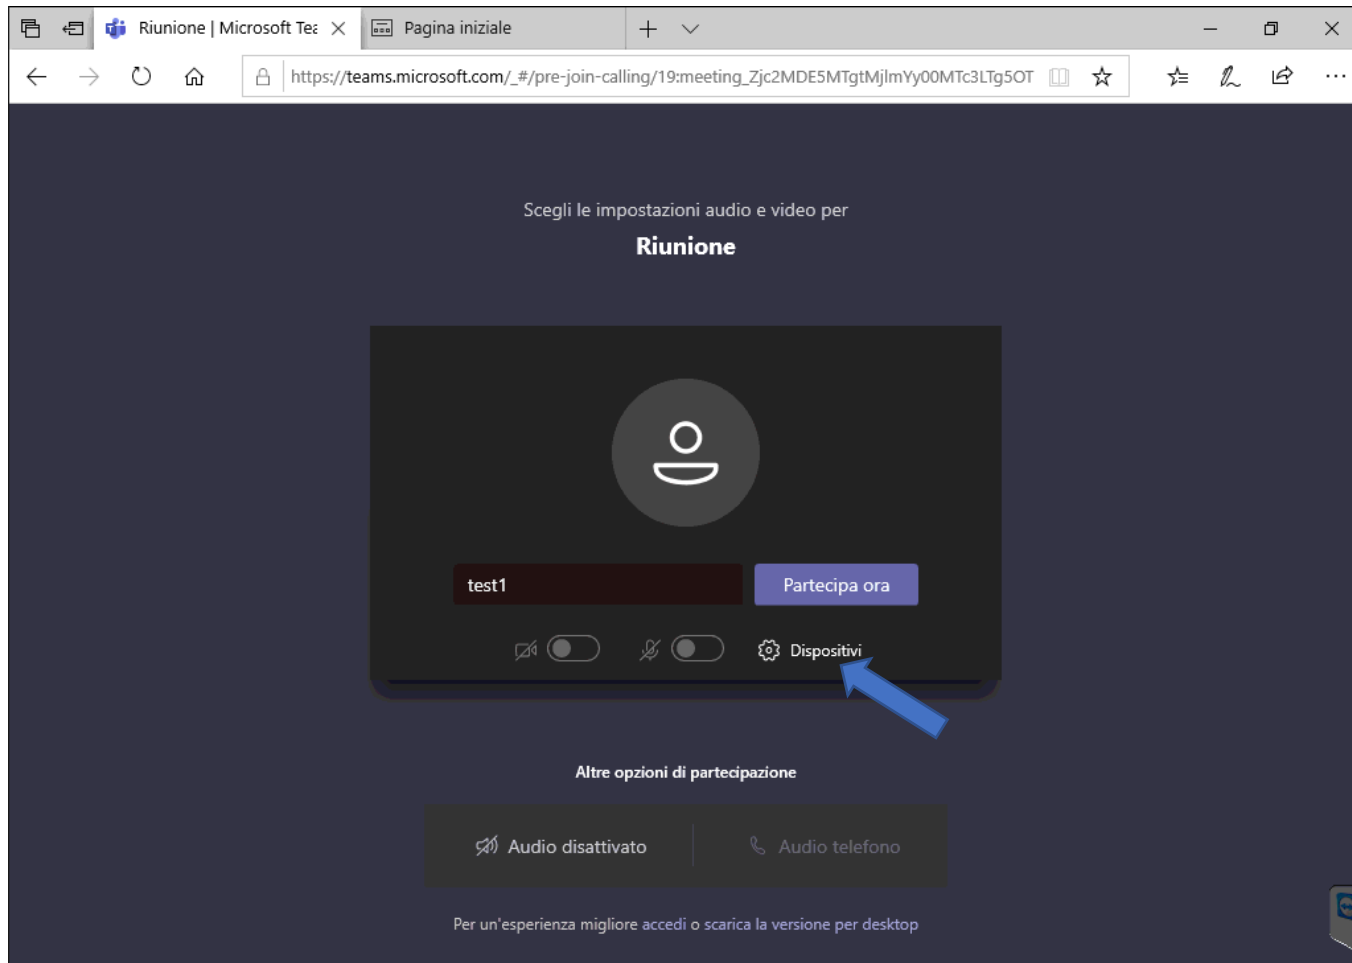 Riunione | Microsoft Tea
Pagina iniziale
https://teams.microsoft.com/_#/pre-join-calling/19:meeting_Zjc2MDE5MTgtMjlmYy00MTc3LTg5OT
Scegli le impostazioni audio e video per
Riunione
test1
Partecipa ora
Dispositivi
Altre opzioni di partecipazione
Audio disattivato
Audio telefono
Per un'esperienza migliore accedi o scarica la versione per desktop